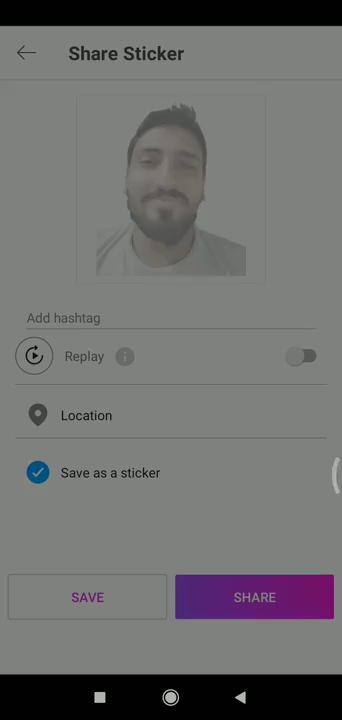 Share Sticker
Add hashtag
Replay
Location
Save as a sticker
SAVE
SHARE